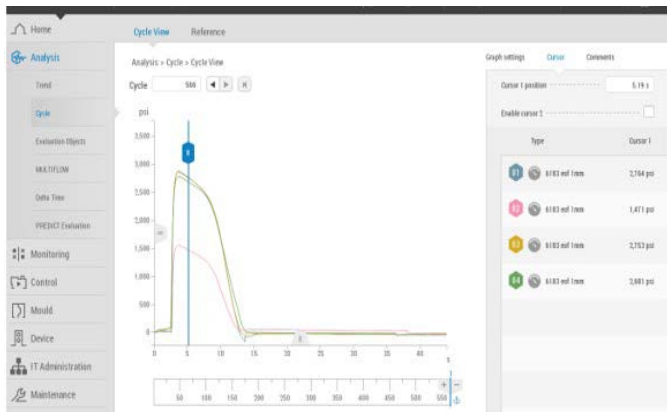 Home
Analysis
Trend
Cycle
Evaluation Objects
MULTIFLOW
Delta Time
PREDICT Evaluation
Monitoring
Control
Mould
Device
IT Administration
Maintenance
Cycle View Reference
Analysis > Cycle > Cycle View
Cycle 566
psi
3,500
3,000
2,500
2,000
1,500
1,000
500
0
0 5 10 15 20 25 30 35 40
s
50 100 150 200 250 300 350 400 450 500 550
Graph settings Cursor Comments
Cursor 1 position 5.19 s
Enable cursor 2
Type Cursor 1
6183 eof 1mm 2,764 psi
6183 eof 1mm 1,471 psi
6183 eof 1mm 2,753 psi
6183 eof 1mm 2,681 psi